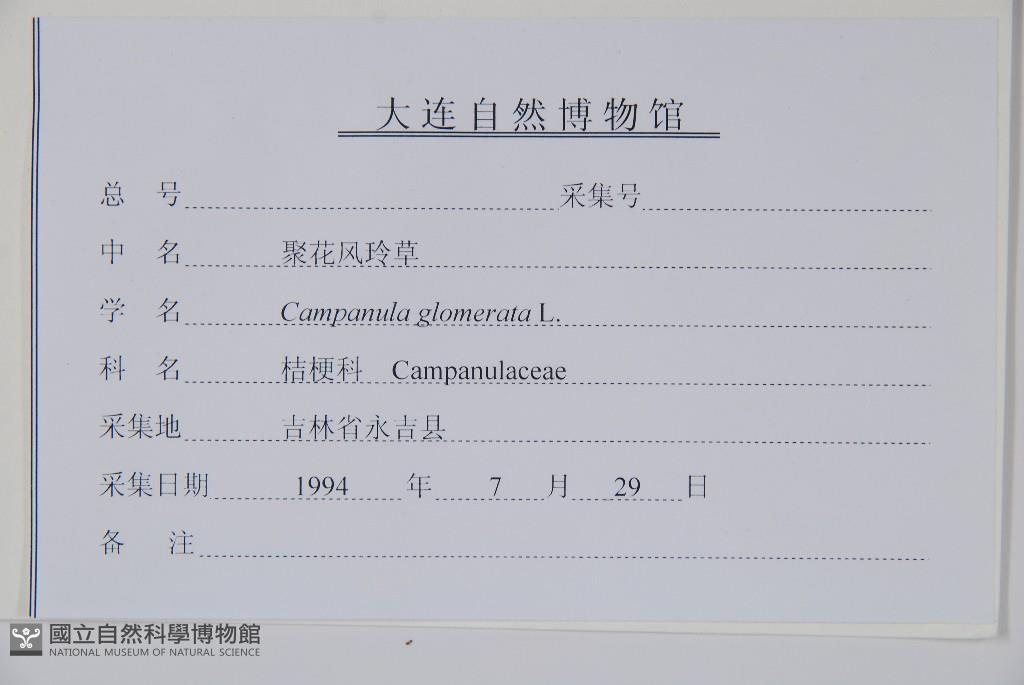 大连自然博物馆
总 号 采集号
中 名 聚花风玲草
学 名 Campanula glomerata L.
科 名 桔梗科 Campanulaceae
采集地 吉林省永吉县
采集日期 1994 年 7 月 29 日
备 注
國立自然科學博物館
NATIONAL MUSEUM OF NATURAL SCIENCE